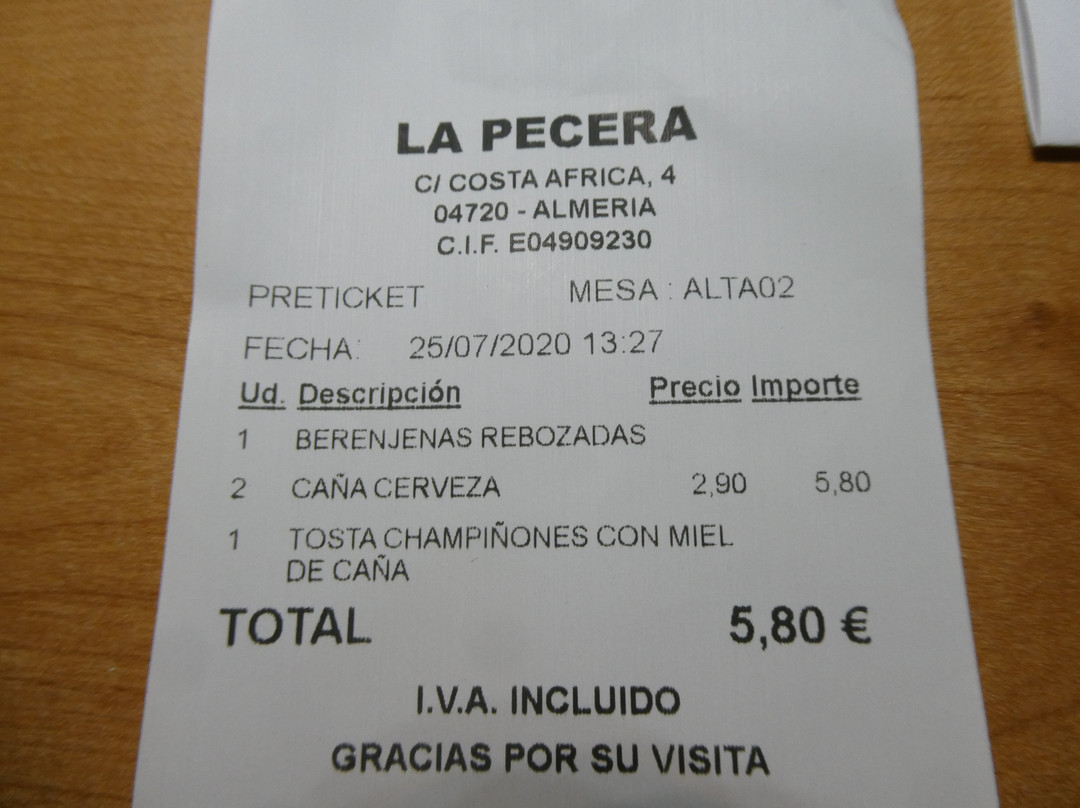 LA PECERA
C/ COSTA AFRICA, 4
04720 - ALMERIA
C.I.F. E04909230
PRETICKET MESA : ALTA02
FECHA: 25/07/2020 13:27
Ud. Descripción Precio Importe
1 BERENJENAS REBOZADAS
2 CAÑA CERVEZA 2,90 5,80
1 TOSTA CHAMPIÑONES CON MIEL
DE CAÑA
TOTAL 5,80 €
I.V.A. INCLUIDO
GRACIAS POR SU VISITA